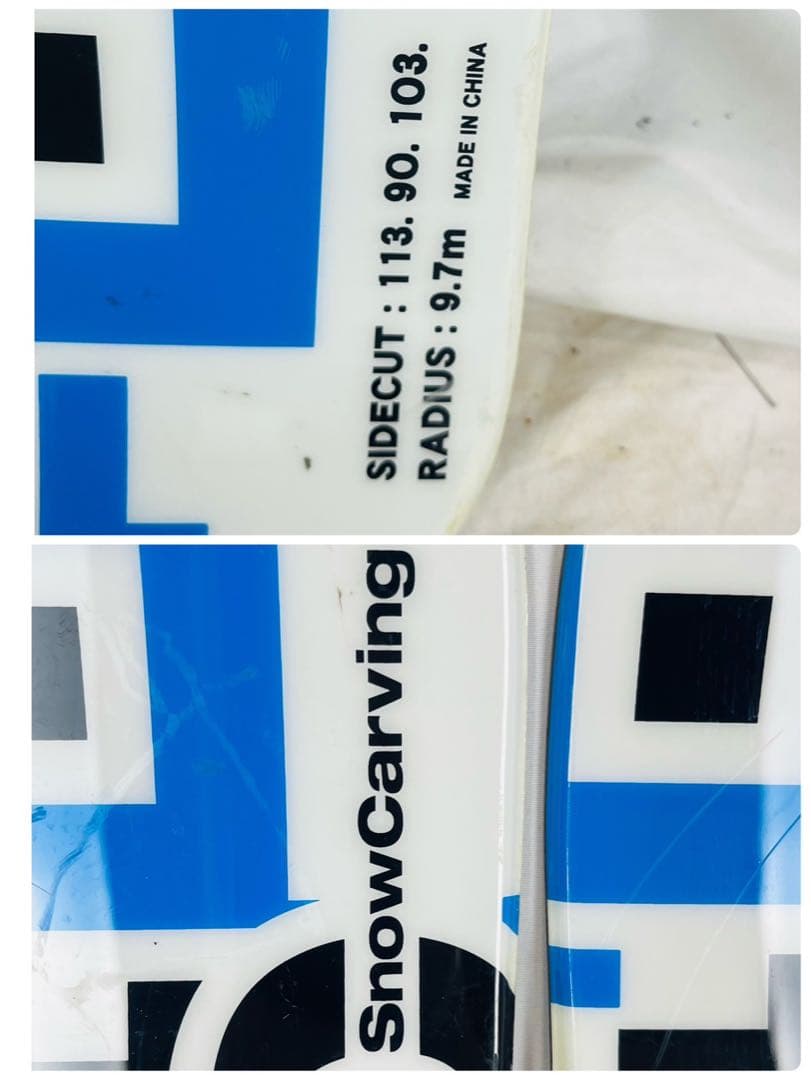 SIDECUT : 113. 90. 103.
RADIUS : 9.7m MADE IN CHINA
SnowCarving